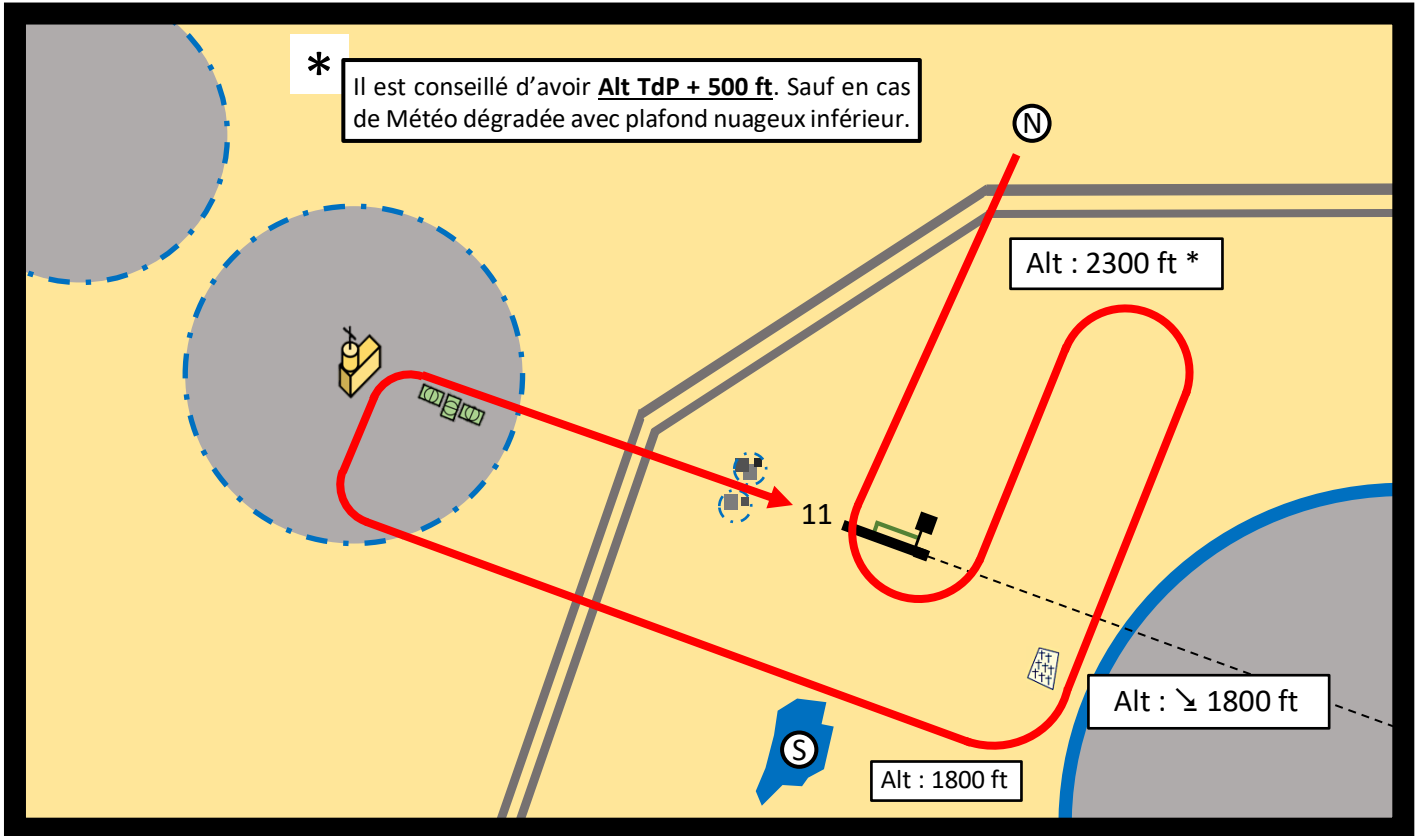 *
Il est conseillé d’avoir Alt TdP + 500 ft. Sauf en cas
de Météo dégradée avec plafond nuageux inférieur.
N
Alt : 2300 ft *
11
Alt : ↘ 1800 ft
S
Alt : 1800 ft